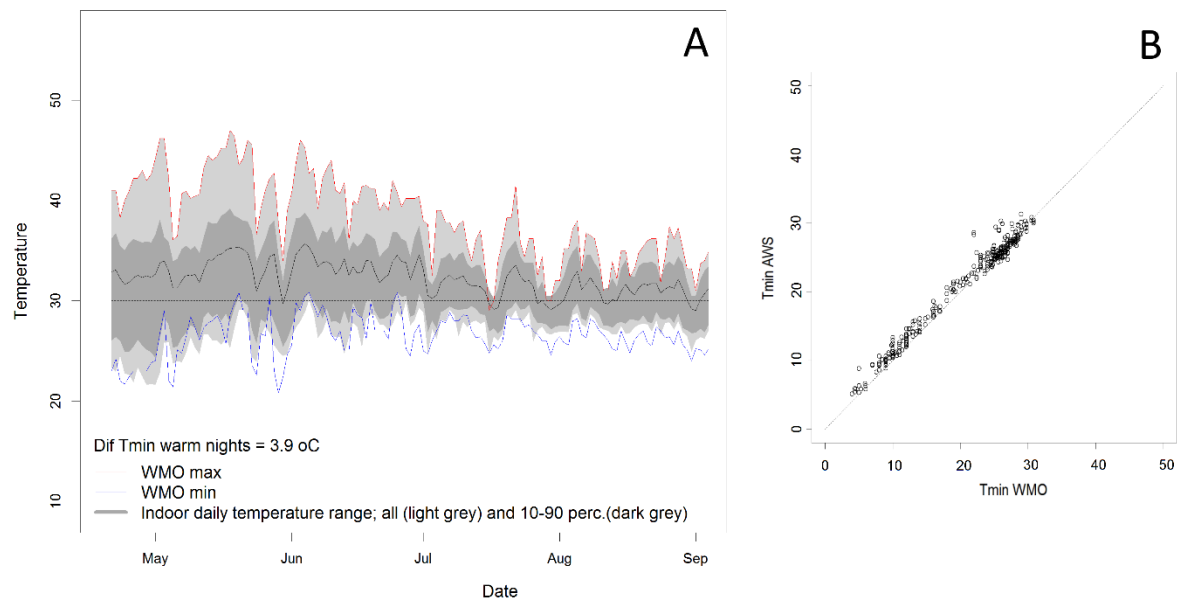 A
Temperature
50
40
30
20
10
Dif Tmin warm nights = 3.9 oC
WMO max
WMO min
Indoor daily temperature range; all (light grey) and 10-90 perc.(dark grey)
May
Jun
Jul
Aug
Sep
Date
B
Tmin AWS
50
40
30
20
10
0
0
10
20
30
40
50
Tmin WMO